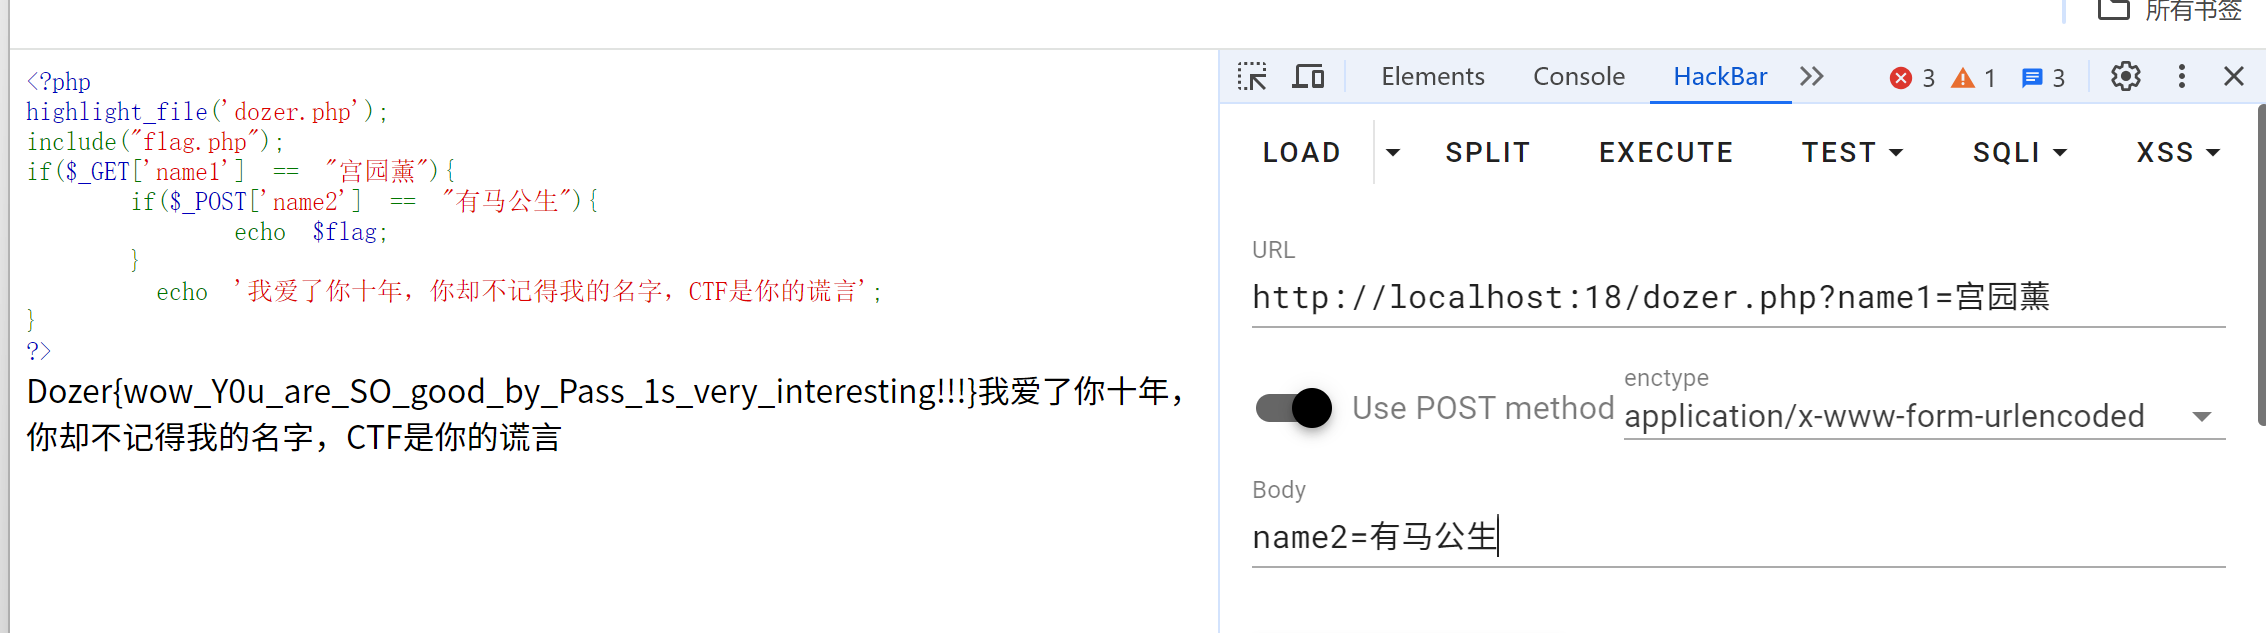 所有书签
<?php
highlight_file('dozer.php');
include("flag.php");
if($_GET['name1'] == "宫园薰"){
if($_POST['name2'] == "有马公生"){
echo $flag;
}
echo '我爱了你十年，你却不记得我的名字，CTF是你的谎言';
}
?>
Dozer{wow_Y0u_are_SO_good_by_Pass_1s_very_interesting!!!}我爱了你十年，
你却不记得我的名字，CTF是你的谎言
Elements Console HackBar 3 1 3
LOAD SPLIT EXECUTE TEST SQLI XSS
URL
http://localhost:18/dozer.php?name1=宫园薰
Use POST method
enctype
application/x-www-form-urlencoded
Body
name2=有马公生